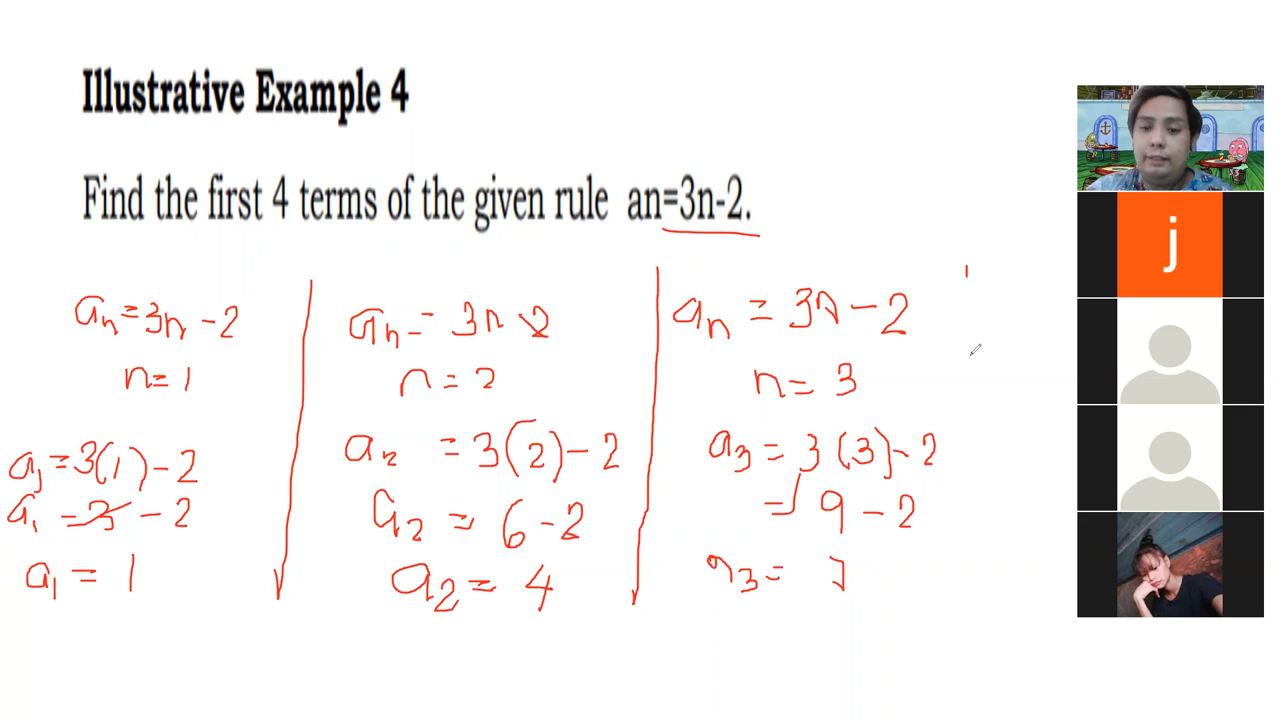 Illustrative Example 4
Find the first 4 terms of the given rule an=3n-2.
an=3n-2
n=1
a1=3(1)-2
a1=3-2
a1=1
an=3n-2
n=2
a2=3(2)-2
a2=6-2
a2=4
an=3n-2
n=3
a3=3(3)-2
=9-2
a3=7
j